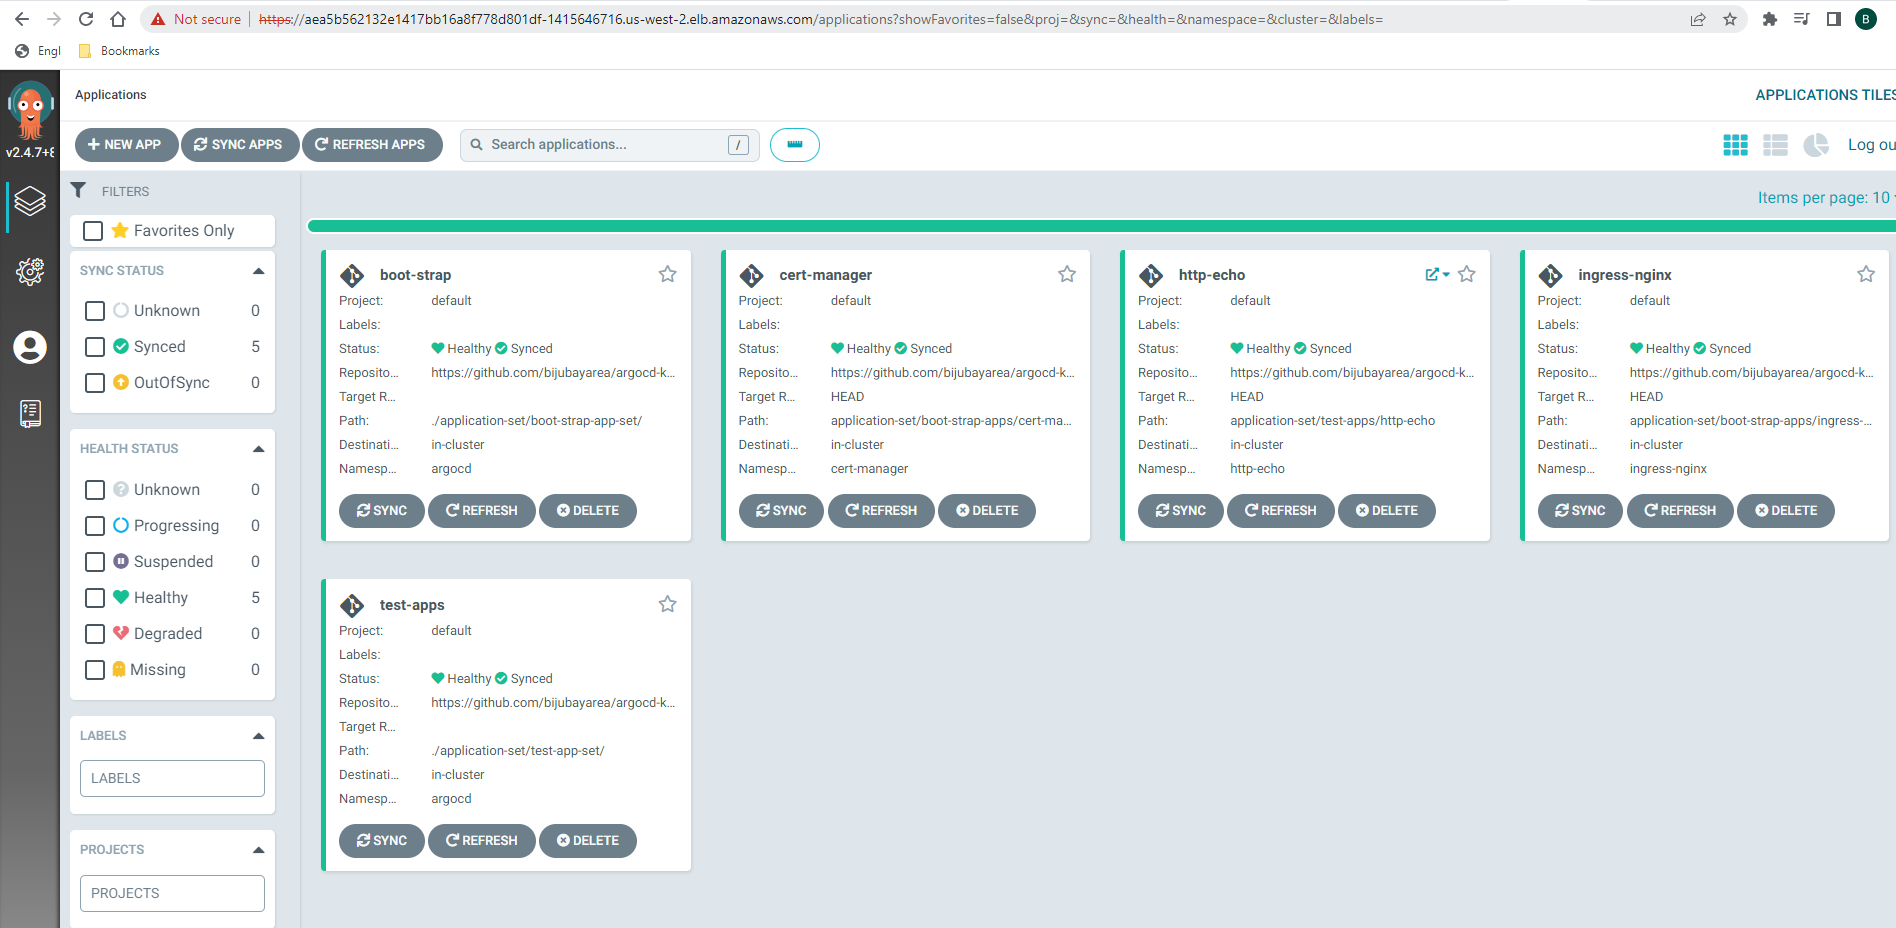 Not secure | https://aea5b562132e1417bb16a8f778d801df-1415646716.us-west-2.elb.amazonaws.com/applications?showFavorites=false&proj=&sync=&health=&namespace=&cluster=&labels=
B
Engl Bookmarks
Applications
APPLICATIONS TILES
v2.4.7+8
NEW APP SYNC APPS REFRESH APPS Search applications... / Log ou
FILTERS
Items per page: 10
Favorites Only
SYNC STATUS
Unknown 0
Synced 5
OutOfSync 0
HEALTH STATUS
Unknown 0
Progressing 0
Suspended 0
Healthy 5
Degraded 0
Missing 0
LABELS
LABELS
PROJECTS
PROJECTS
boot-strap
Project: default
Labels:
Status: Healthy Synced
Reposito... https://github.com/bijubayarea/argocd-k...
Target R...
Path: ./application-set/boot-strap-app-set/
Destinati... in-cluster
Namesp... argocd
SYNC REFRESH DELETE
cert-manager
Project: default
Labels:
Status: Healthy Synced
Reposito... https://github.com/bijubayarea/argocd-k...
Target R... HEAD
Path: application-set/boot-strap-apps/cert-ma...
Destinati... in-cluster
Namesp... cert-manager
SYNC REFRESH DELETE
http-echo
Project: default
Labels:
Status: Healthy Synced
Reposito... https://github.com/bijubayarea/argocd-k...
Target R... HEAD
Path: application-set/test-apps/http-echo
Destinati... in-cluster
Namesp... http-echo
SYNC REFRESH DELETE
ingress-nginx
Project: default
Labels:
Status: Healthy Synced
Reposito... https://github.com/bijubayarea/argocd-k...
Target R... HEAD
Path: application-set/boot-strap-apps/ingress-...
Destinati... in-cluster
Namesp... ingress-nginx
SYNC REFRESH DELETE
test-apps
Project: default
Labels:
Status: Healthy Synced
Reposito... https://github.com/bijubayarea/argocd-k...
Target R...
Path: ./application-set/test-app-set/
Destinati... in-cluster
Namesp... argocd
SYNC REFRESH DELETE